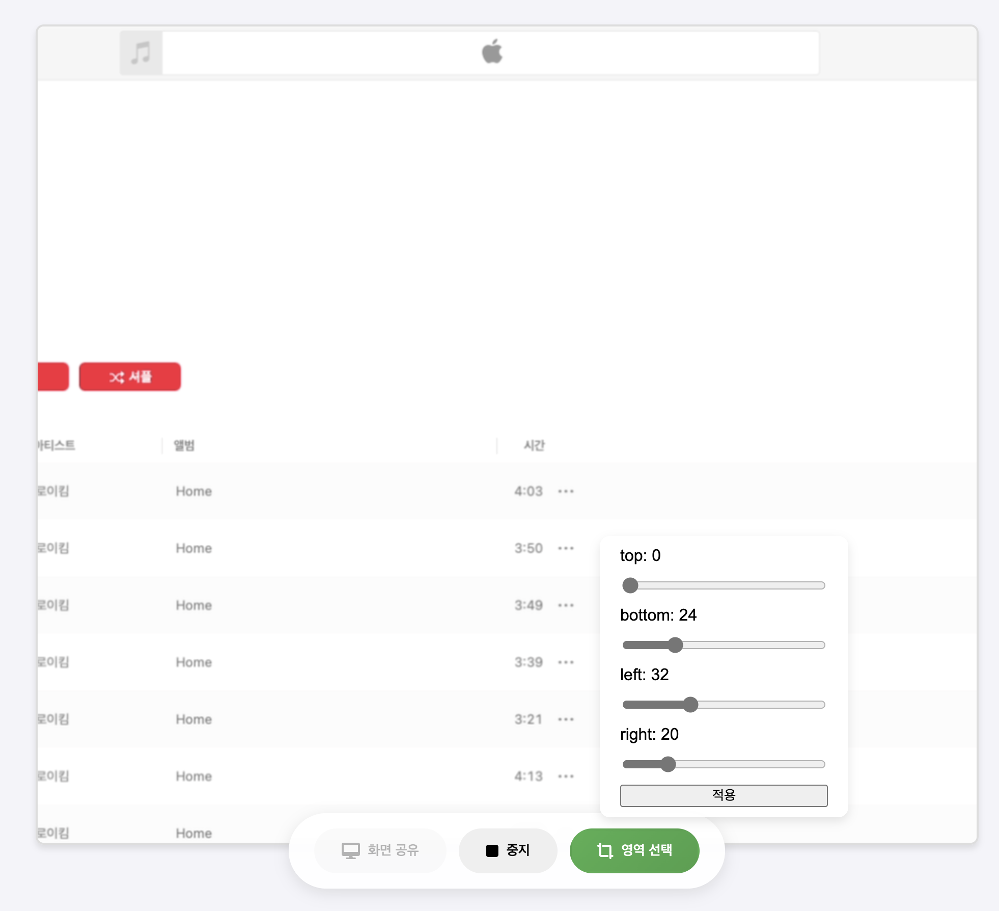 셔플
아티스트 앨범 시간
로이킴 Home 4:03 ···
로이킴 Home 3:50 ···
로이킴 Home 3:49 ···
로이킴 Home 3:39 ···
로이킴 Home 3:21 ···
로이킴 Home 4:13 ···
로이킴 Home
top: 0
bottom: 24
left: 32
right: 20
적용
화면 공유 중지 영역 선택